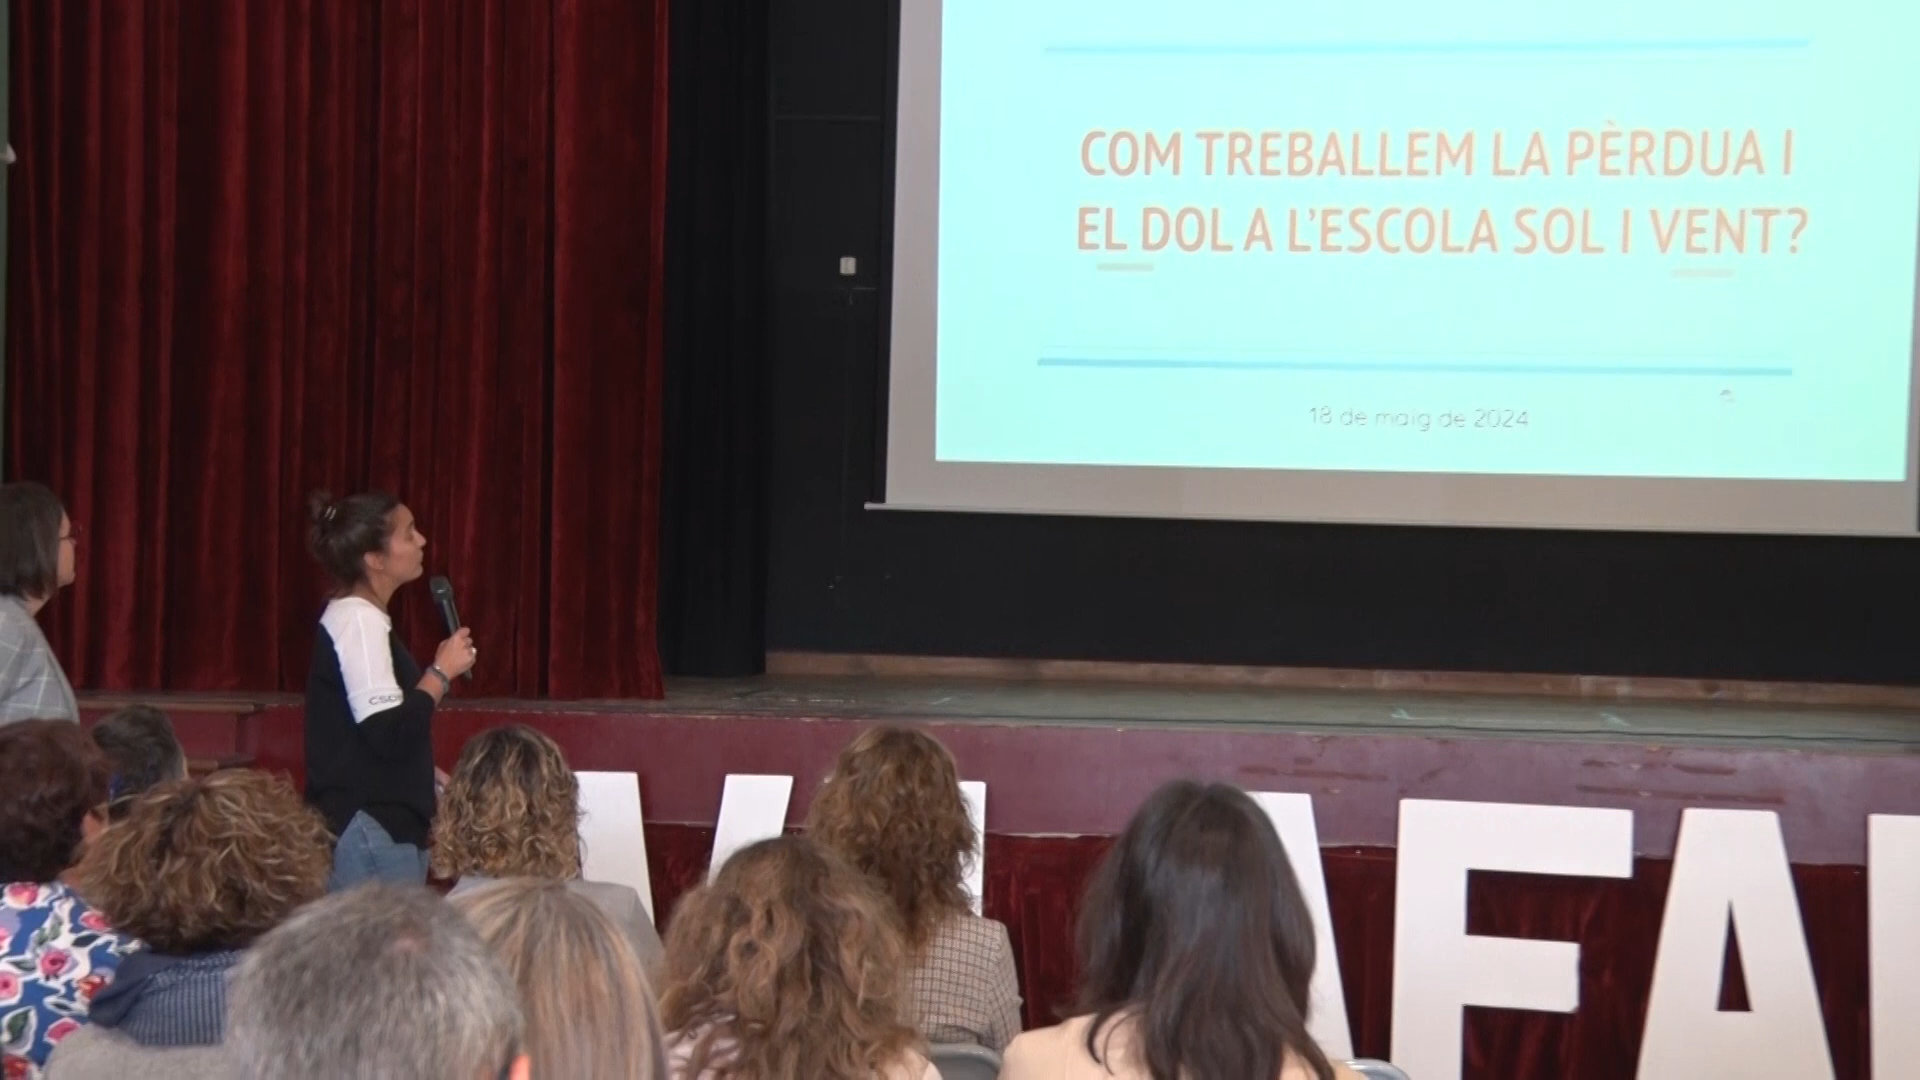 COM TREBALLEM LA PÈRDUA I
EL DOL A L'ESCOLA SOL I VENT?
18 de maig de 2024